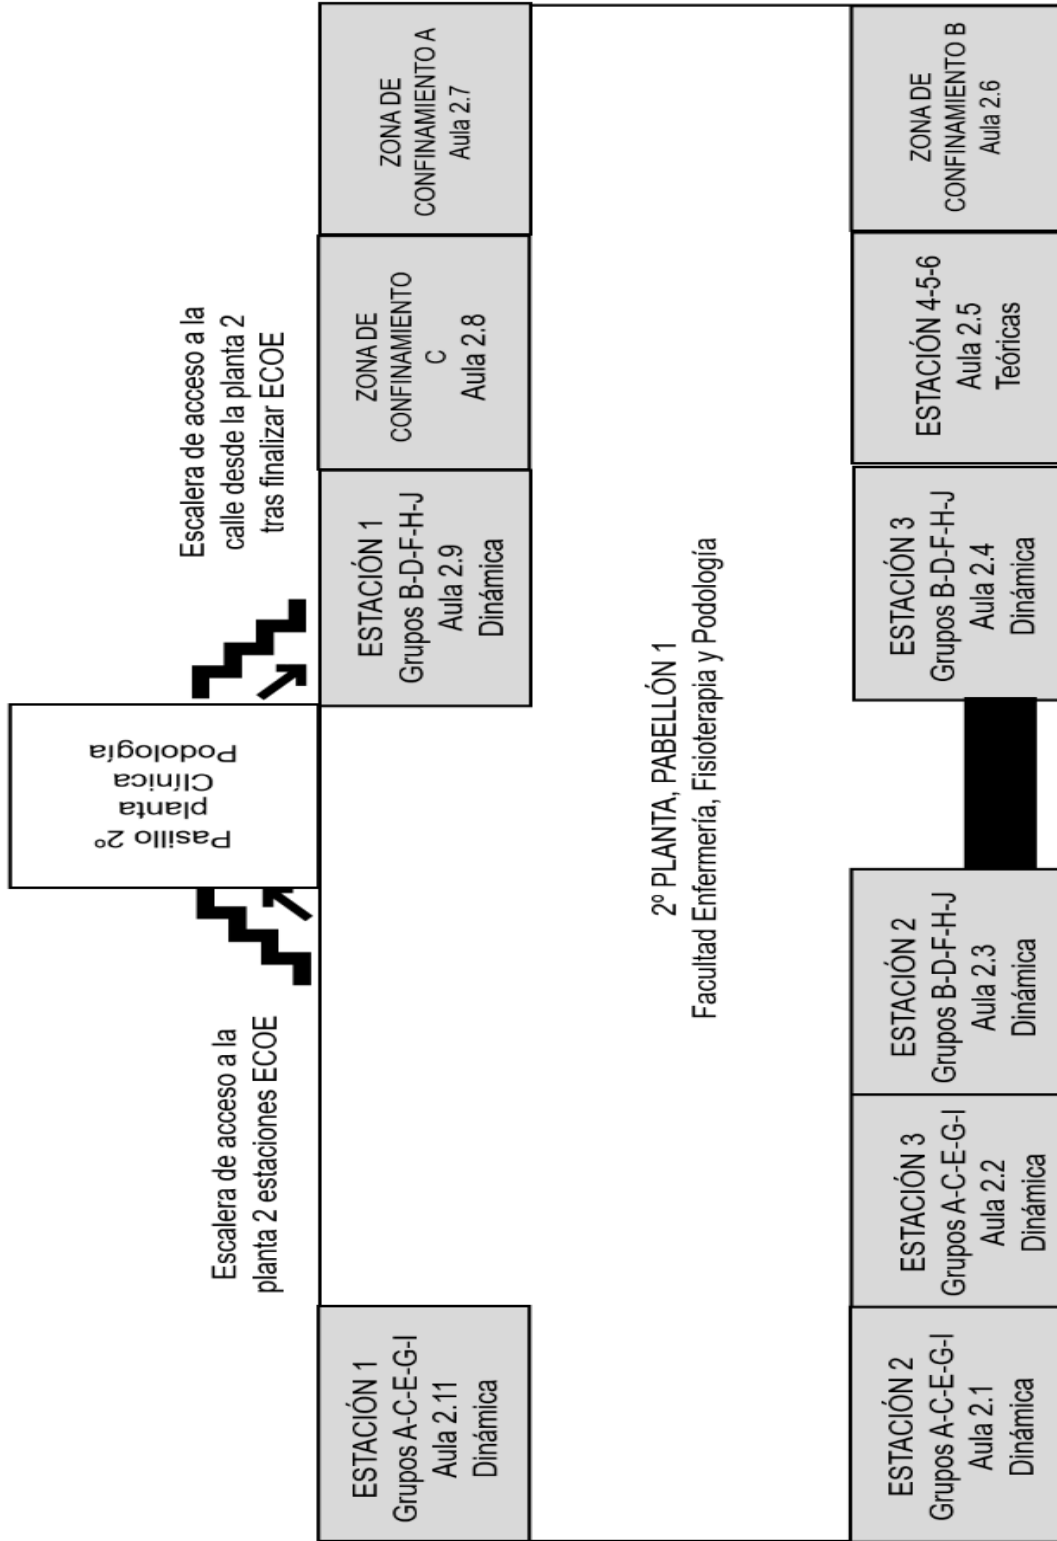 Pasillo 2º
planta
Clínica
Podología
Escalera de acceso a la
planta 2 estaciones ECOE
Escalera de acceso a la
calle desde la planta 2
tras finalizar ECOE
ESTACIÓN 1
Grupos A-C-E-G-I
Aula 2.11
Dinámica
ESTACIÓN 1
Grupos B-D-F-H-J
Aula 2.9
Dinámica
ZONA DE
CONFINAMIENTO
C
Aula 2.8
ZONA DE
CONFINAMIENTO A
Aula 2.7
2º PLANTA, PABELLÓN 1
Facultad Enfermería, Fisioterapia y Podología
ESTACIÓN 2
Grupos A-C-E-G-I
Aula 2.1
Dinámica
ESTACIÓN 3
Grupos A-C-E-G-I
Aula 2.2
Dinámica
ESTACIÓN 2
Grupos B-D-F-H-J
Aula 2.3
Dinámica
ESTACIÓN 3
Grupos B-D-F-H-J
Aula 2.4
Dinámica
ESTACIÓN 4-5-6
Aula 2.5
Teóricas
ZONA DE
CONFINAMIENTO B
Aula 2.6